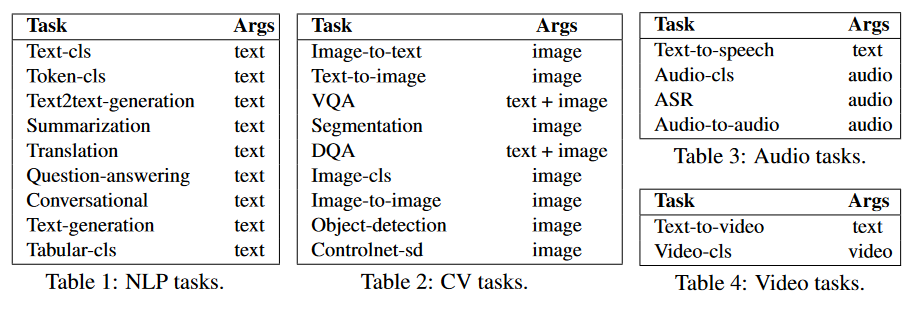 Task Args
Text-cls text
Token-cls text
Text2text-generation text
Summarization text
Translation text
Question-answering text
Conversational text
Text-generation text
Tabular-cls text
Table 1: NLP tasks.
Task Args
Image-to-text image
Text-to-image image
VQA text + image
Segmentation image
DQA text + image
Image-cls image
Image-to-image image
Object-detection image
Controlnet-sd image
Table 2: CV tasks.
Task Args
Text-to-speech text
Audio-cls audio
ASR audio
Audio-to-audio audio
Table 3: Audio tasks.
Task Args
Text-to-video text
Video-cls video
Table 4: Video tasks.